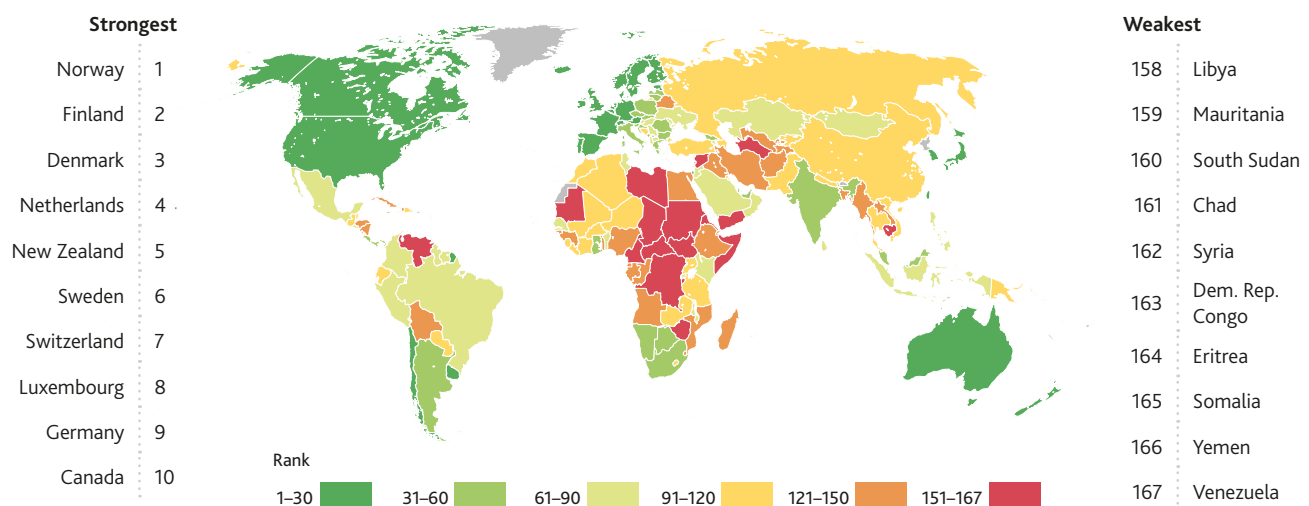 Strongest
Norway 1
Finland 2
Denmark 3
Netherlands 4
New Zealand 5
Sweden 6
Switzerland 7
Luxembourg 8
Germany 9
Canada 10
Rank
1–30
31–60
61–90
91–120
121–150
151–167
Weakest
158 Libya
159 Mauritania
160 South Sudan
161 Chad
162 Syria
163 Dem. Rep.
Congo
164 Eritrea
165 Somalia
166 Yemen
167 Venezuela